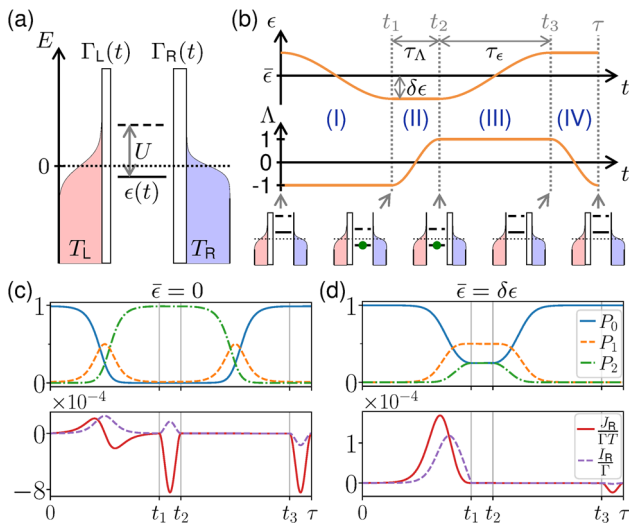 (a)
E
Γ_L(t) Γ_R(t)
0
U
ϵ(t)
T_L T_R
(b)
ϵ t_1 t_2 t_3 τ
τ_Λ τ_ϵ
ϵ̄
δϵ
t
(I) (II) (III) (IV)
Λ
1
0
-1
t
(c) ϵ̄ = 0
1
0
×10⁻⁴
0
−8
0 t_1 t_2 t_3 τ
(d) ϵ̄ = δϵ
1
P_0
P_1
P_2
0
×10⁻⁴
1
0
J_R/ΓT
I_R/Γ
0 t_1 t_2 t_3 τ